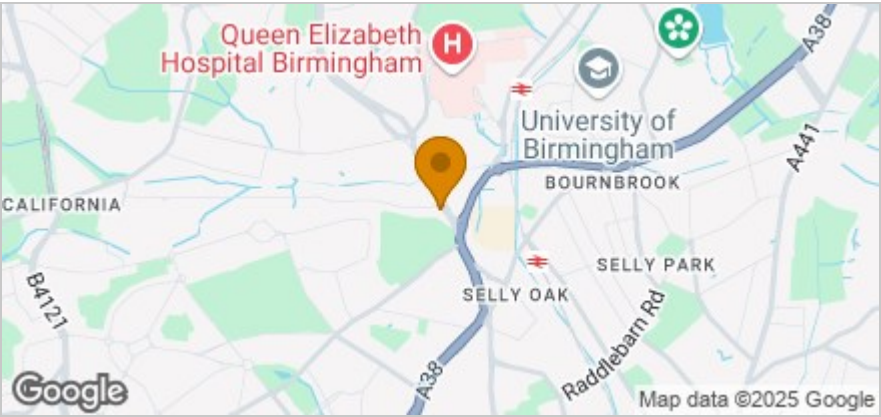 Queen Elizabeth
Hospital Birmingham
H
A38
University of
Birmingham
A441
BOURNBROOK
CALIFORNIA
B4121
SELLY PARK
SELLY OAK
Raddlebarn Rd
A38
Google
Map data ©2025 Google